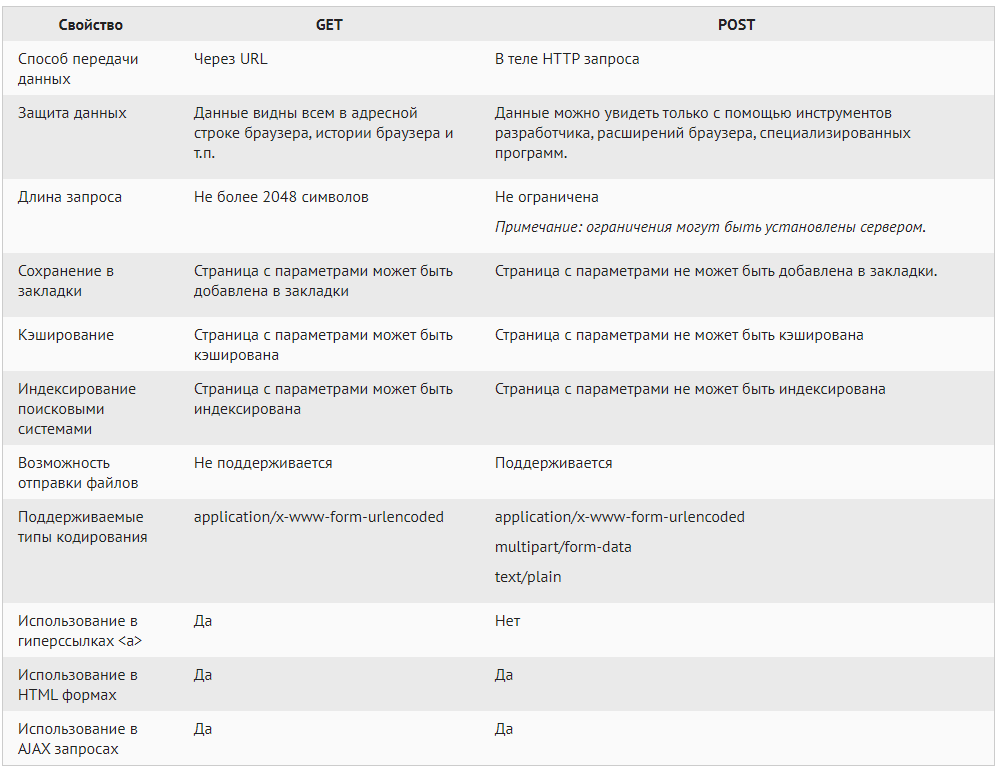 Свойство GET POST
Способ передачи Через URL В теле HTTP запроса
данных
Защита данных Данные видны всем в адресной Данные можно увидеть только с помощью инструментов
строке браузера, истории браузера и разработчика, расширений браузера, специализированных
т.п. программ.
Длина запроса Не более 2048 символов Не ограничена
Примечание: ограничения могут быть установлены сервером.
Сохранение в Страница с параметрами может быть Страница с параметрами не может быть добавлена в закладки.
закладки добавлена в закладки
Кэширование Страница с параметрами может быть Страница с параметрами не может быть кэширована
кэширована
Индексирование Страница с параметрами может быть Страница с параметрами не может быть индексирована
поисковыми индексирована
системами
Возможность Не поддерживается Поддерживается
отправки файлов
Поддерживаемые application/x-www-form-urlencoded application/x-www-form-urlencoded
типы кодирования
multipart/form-data
text/plain
Использование в Да Нет
гиперссылках <a>
Использование в Да Да
HTML формах
Использование в Да Да
AJAX запросах